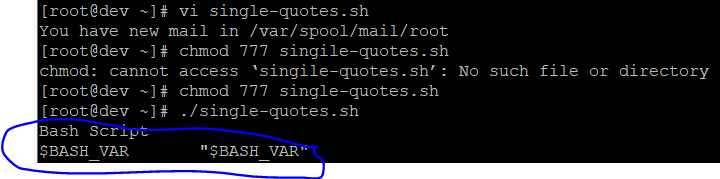 [root@dev ~]# vi single-quotes.sh
You have new mail in /var/spool/mail/root
[root@dev ~]# chmod 777 singile-quotes.sh
chmod: cannot access ‘singile-quotes.sh’: No such file or directory
[root@dev ~]# chmod 777 single-quotes.sh
[root@dev ~]# ./single-quotes.sh
Bash Script
$BASH_VAR "$BASH_VAR"